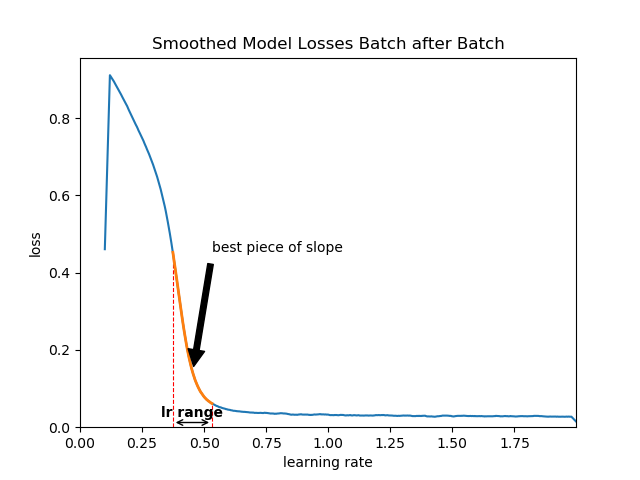 Smoothed Model Losses Batch after Batch
0.8
0.6
0.4
0.2
0.0
loss
best piece of slope
lr range
0.00 0.25 0.50 0.75 1.00 1.25 1.50 1.75
learning rate